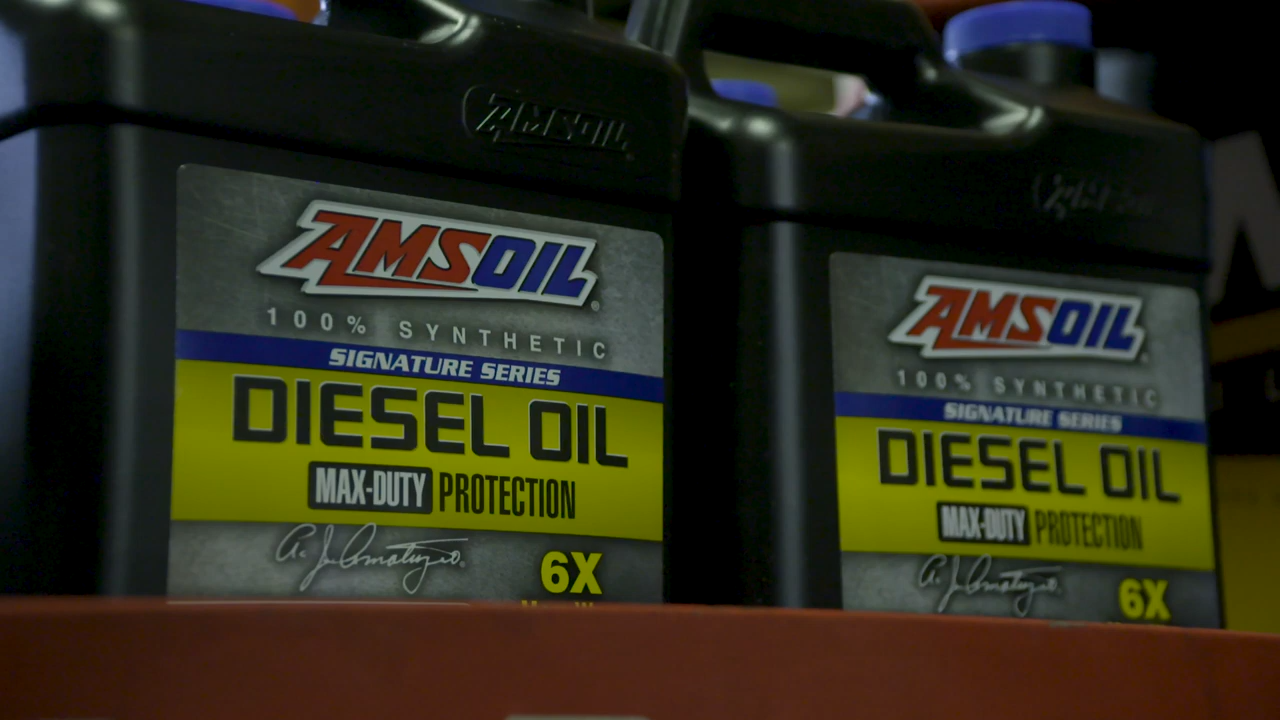 AMSOIL
AMSOIL®
100% SYNTHETIC
SIGNATURE SERIES
DIESEL OIL
MAX-DUTY PROTECTION
6X
AMSOIL
100% SYNTHETIC
SIGNATURE SERIES
DIESEL OIL
MAX-DUTY PROTECTION
6X